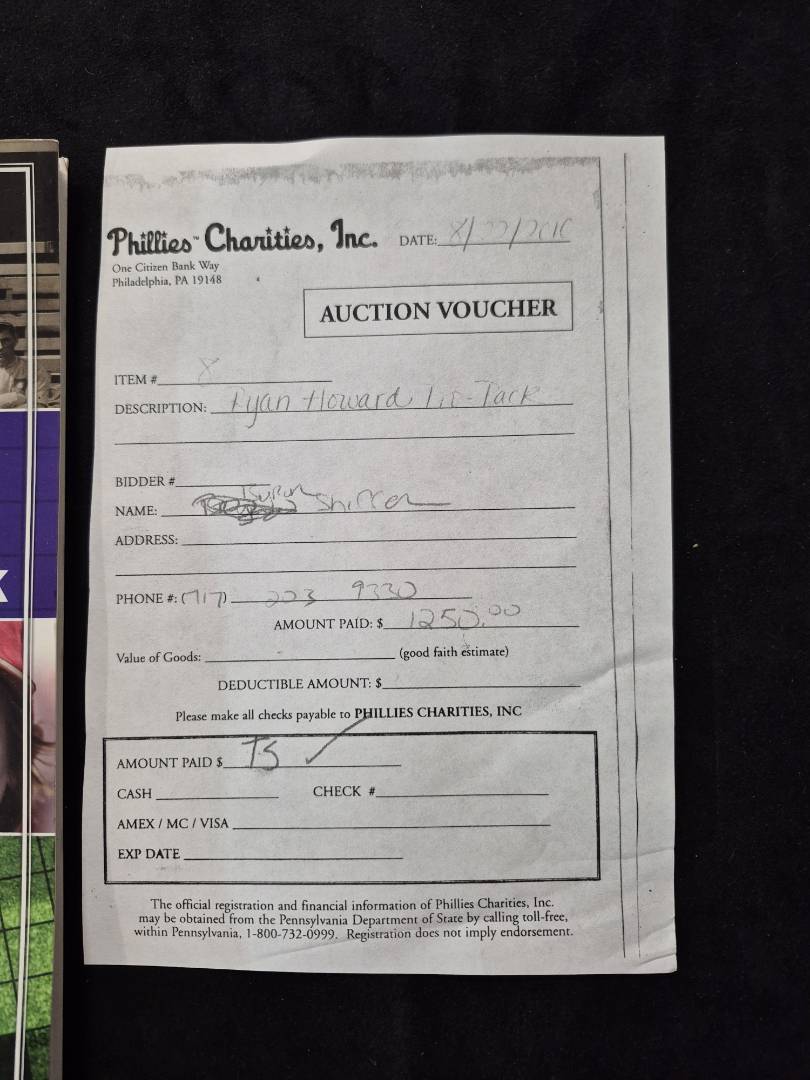 Phillies™ Charities, Inc. DATE: 8/22/2010
One Citizen Bank Way
Philadelphia, PA 19148
AUCTION VOUCHER
ITEM # 8
DESCRIPTION: Ryan Howard
BIDDER #
NAME: Byron
ADDRESS:
PHONE #: (717) 203 9330
AMOUNT PAID: $ 1250.00
Value of Goods: (good faith estimate)
DEDUCTIBLE AMOUNT: $
Please make all checks payable to PHILLIES CHARITIES, INC
AMOUNT PAID $ TS ✓
CASH CHECK #
AMEX / MC / VISA
EXP DATE
The official registration and financial information of Phillies Charities, Inc.
may be obtained from the Pennsylvania Department of State by calling toll-free,
within Pennsylvania, 1-800-732-0999. Registration does not imply endorsement.